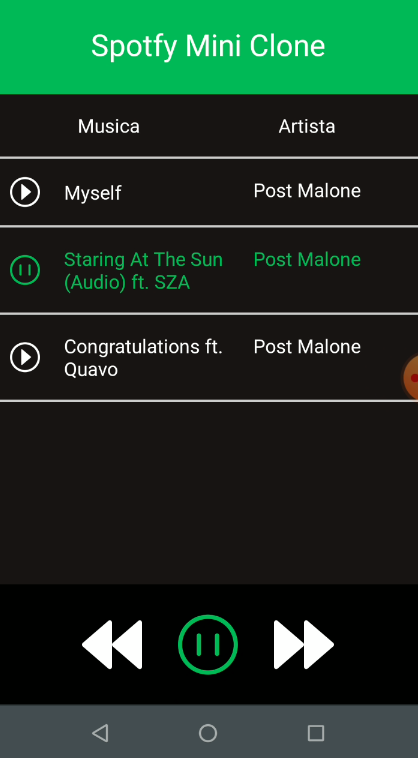 Spotfy Mini Clone
Musica Artista
Myself Post Malone
Staring At The Sun Post Malone
(Audio) ft. SZA
Congratulations ft. Post Malone
Quavo